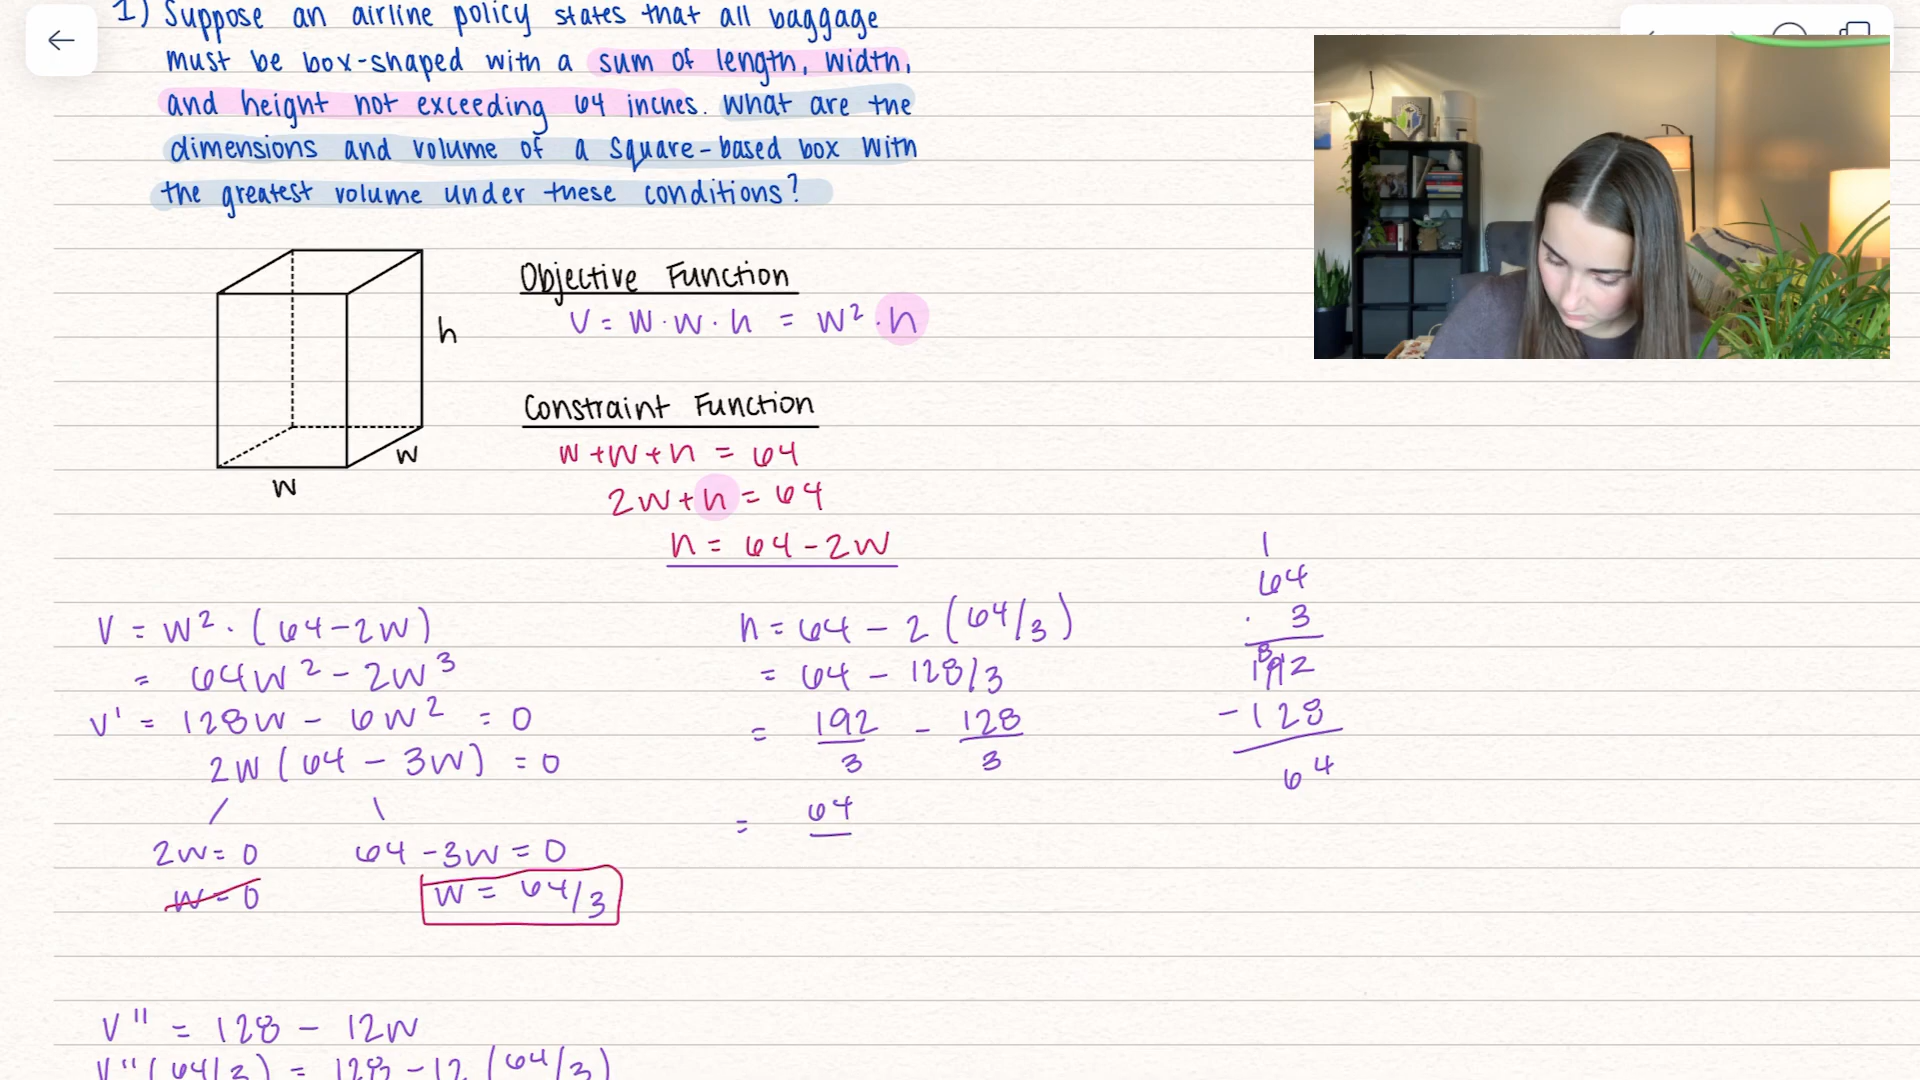 1) Suppose an airline policy states that all baggage
must be box-shaped with a sum of length, width,
and height not exceeding 64 inches. What are the
dimensions and volume of a square-based box with
the greatest volume under these conditions?
h
w
w
Objective Function
V = w·w·h = w²·h
Constraint Function
w+w+h = 64
2w+h = 64
h = 64-2w
V = w²·(64-2w)
= 64w²-2w³
V' = 128w - 6w² = 0
2w(64-3w) = 0
/ \
2w=0 64-3w=0
w=0 w = 64/3
V'' = 128 - 12w
V''(64/3) = 128-12(64/3)
h = 64 - 2(64/3)
= 64 - 128/3
= 192/3 - 128/3
= 64
1
64
· 3
8
192
-128
64